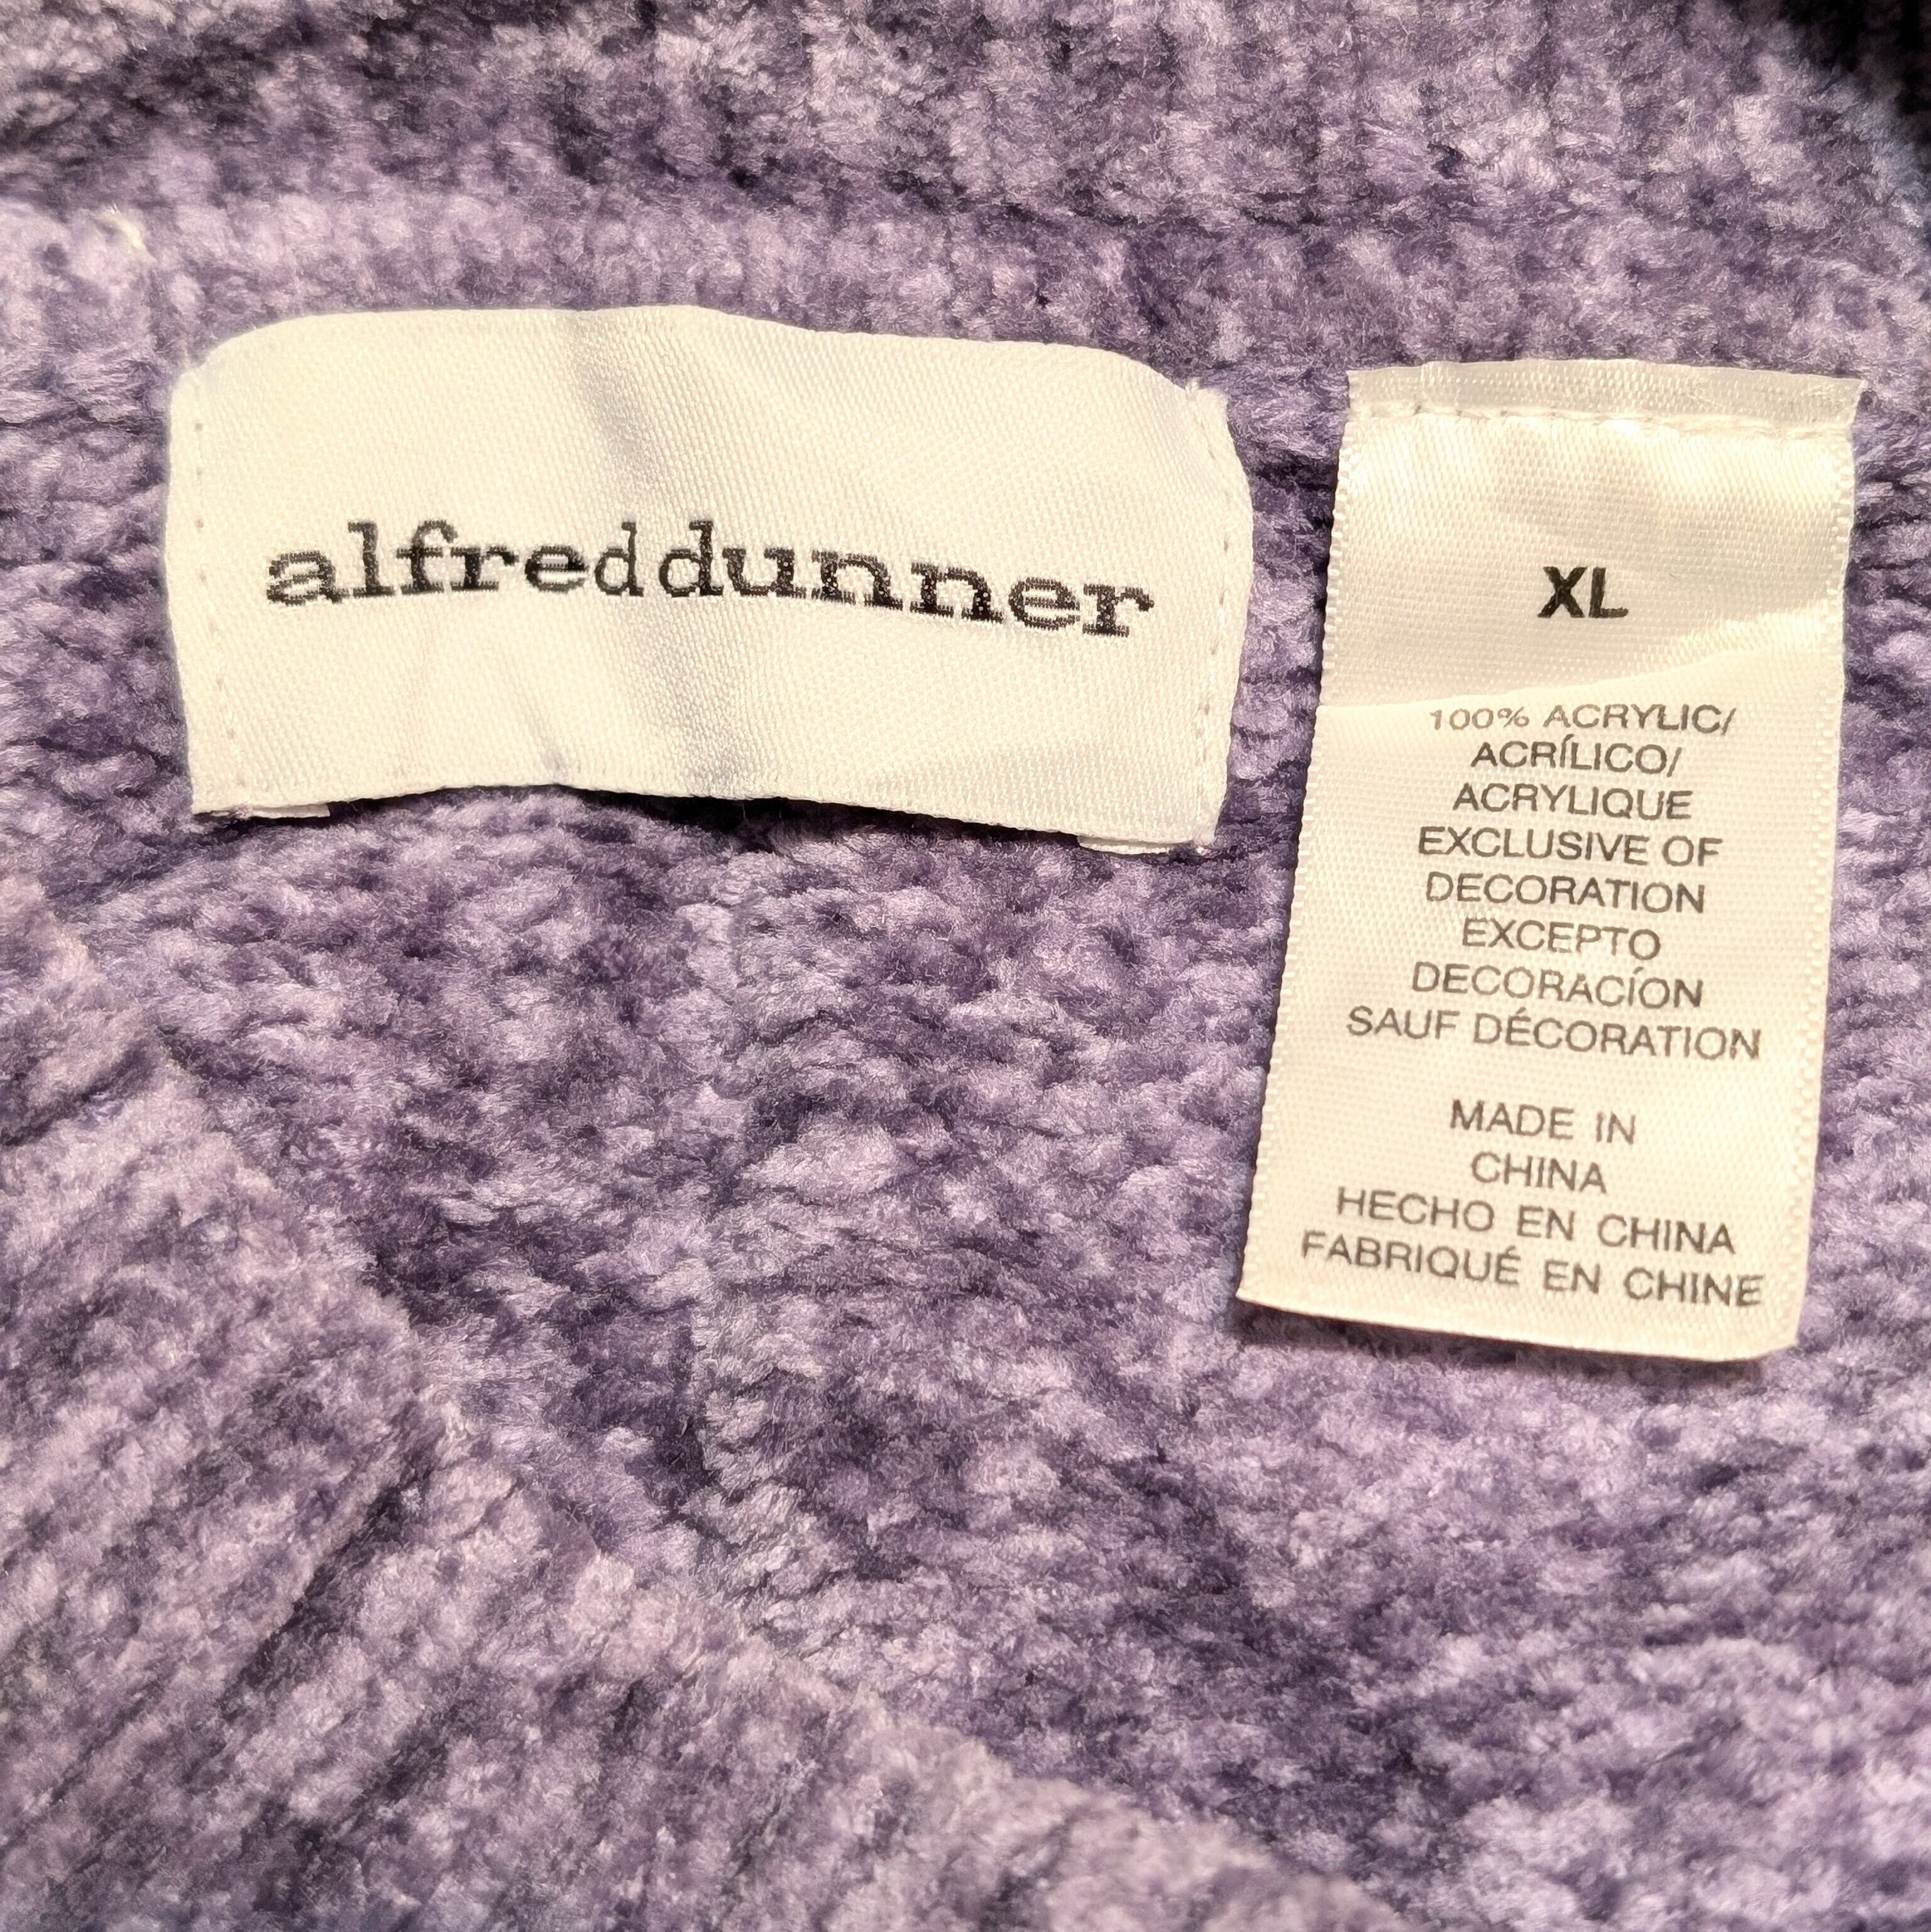 alfreddunner
XL
100% ACRYLIC/
ACRÍLICO/
ACRYLIQUE
EXCLUSIVE OF
DECORATION
EXCEPTO
DECORACÍON
SAUF DÉCORATION
MADE IN
CHINA
HECHO EN CHINA
FABRIQUÉ EN CHINE